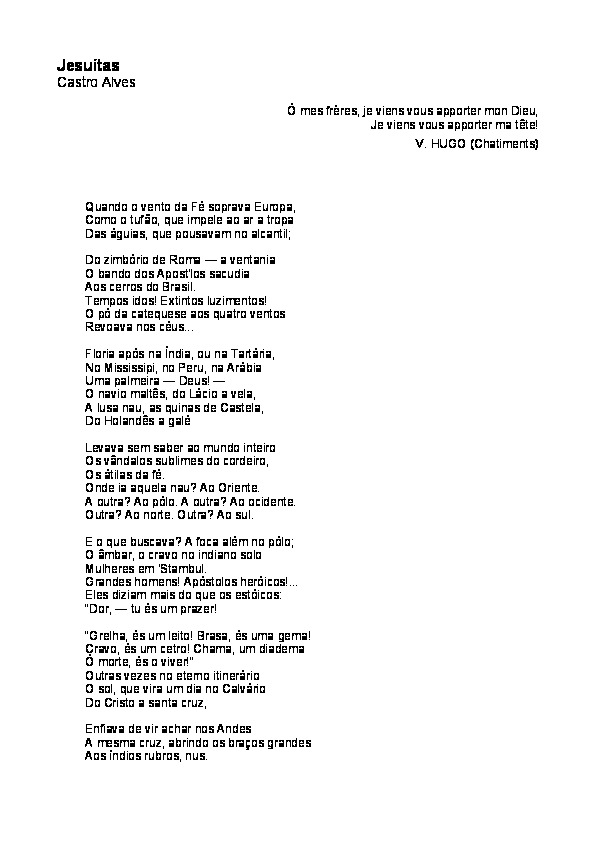 Jesuítas
Castro Alves
Ó mes frères, je viens vous apporter mon Dieu,
Je viens vous apporter ma tête!
V. HUGO (Chatiments)
Quando o vento da Fé soprava Europa,
Como o tufão, que impele ao ar a tropa
Das águias, que pousavam no alcantil;
Do zimbório de Roma — a ventania
O bando dos Apost'los sacudia
Aos cerros do Brasil.
Tempos idos! Extintos luzimentos!
O pó da catequese aos quatro ventos
Revoava nos céus...
Floria após na Índia, ou na Tartária,
No Mississipi, no Peru, na Arábia
Uma palmeira — Deus! —
O navio maltês, do Lácio a vela,
A lusa nau, as quinas de Castela,
Do Holandês a galé
Levava sem saber ao mundo inteiro
Os vândalos sublimes do cordeiro,
Os átilas da fé.
Onde ia aquela nau? Ao Oriente.
A outra? Ao pólo. A outra? Ao ocidente.
Outra? Ao norte. Outra? Ao sul.
E o que buscava? A foca além no pólo;
O âmbar, o cravo no indiano solo
Mulheres em 'Stambul.
Grandes homens! Apóstolos heróicos!...
Eles diziam mais do que os estóicos:
"Dor, — tu és um prazer!
"Grelha, és um leito! Brasa, és uma gema!
Cravo, és um cetro! Chama, um diadema
Ó morte, és o viver!"
Outras vezes no eterno itinerário
O sol, que vira um dia no Calvário
Do Cristo a santa cruz,
Enfiava de vir achar nos Andes
A mesma cruz, abrindo os braços grandes
Aos índios rubros, nus.